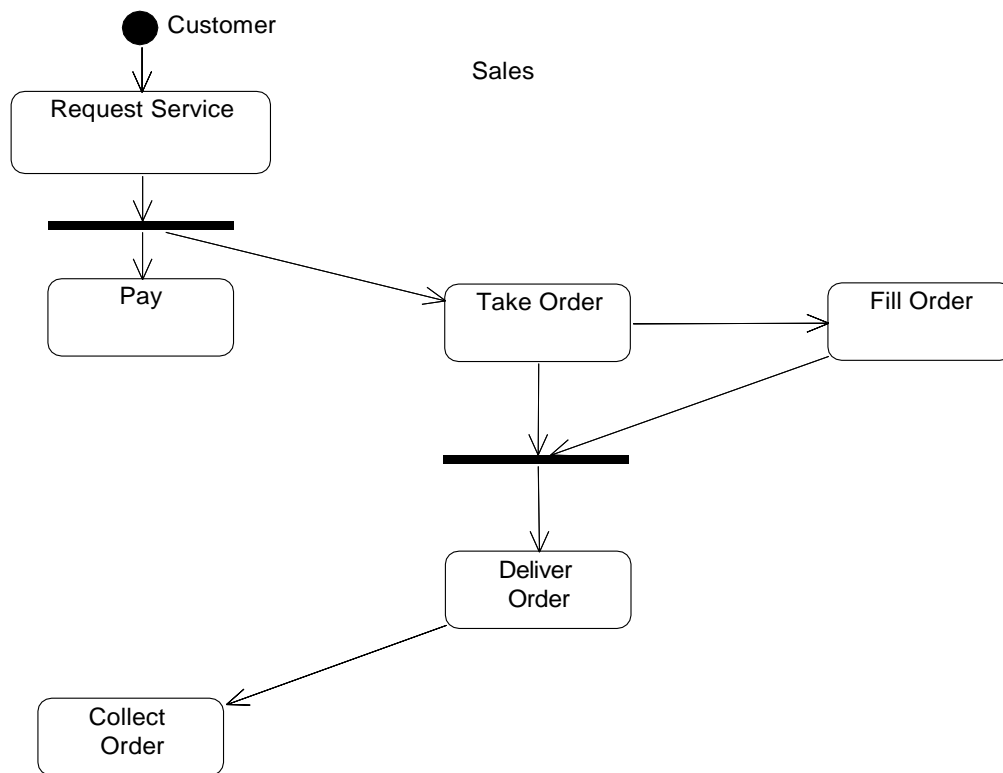 Customer
Sales
Request Service
Pay
Take Order
Fill Order
Deliver
Order
Collect
Order